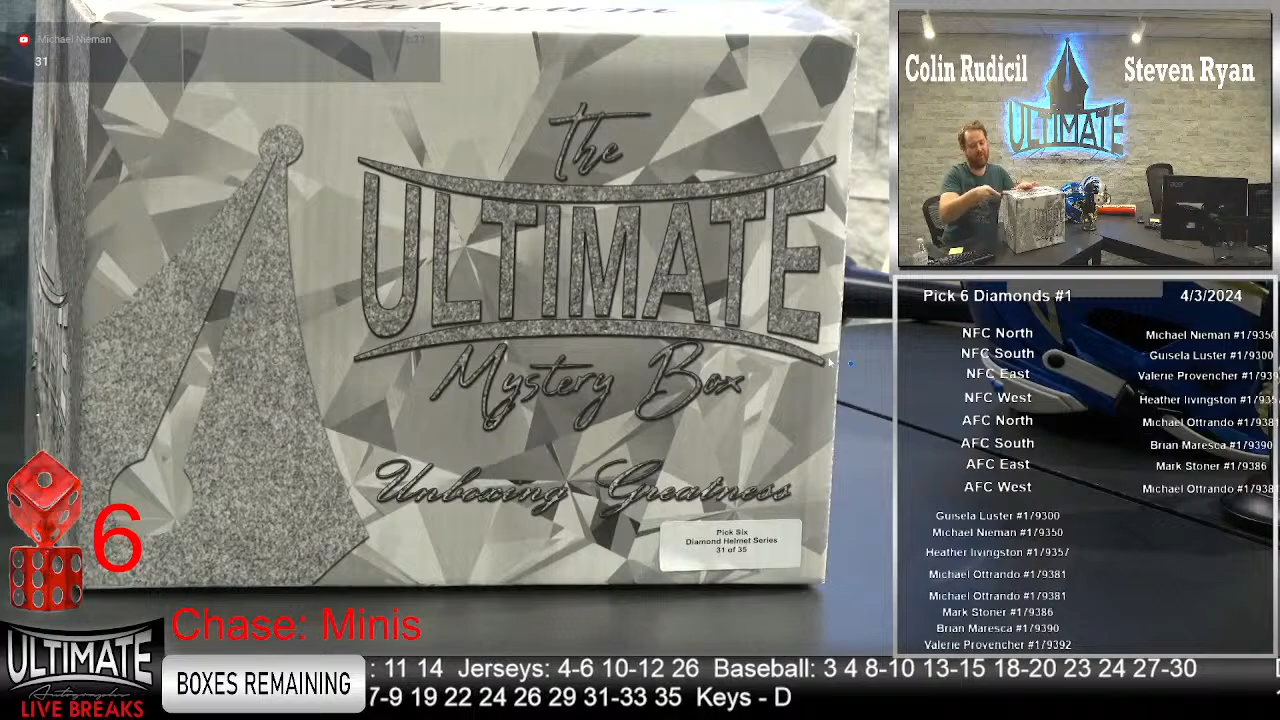 Platinum
Michael Nieman
1:11
31
the
ULTIMATE
Mystery Box
Unboxing Greatness
Pick Six
Diamond Helmet Series
31 of 35
Colin Rudicil
Steven Ryan
ULTIMATE
acer
Pick 6 Diamonds #1
4/3/2024
NFC North
Michael Nieman #1/9350
NFC South
Guisela Luster #1/9300
NFC East
Valerie Provencher #1/939
NFC West
Heather livingston #1/935
AFC North
Michael Ottrando #1/9381
AFC South
Brian Maresca #1/9390
AFC East
Mark Stoner #1/9386
AFC West
Michael Ottrando #1/9381
Guisela Luster #1/9300
Michael Nieman #1/9350
Heather livingston #1/9357
Michael Ottrando #1/9381
Michael Ottrando #1/9381
Mark Stoner #1/9386
Brian Maresca #1/9390
Valerie Provencher #1/9392
6
Chase: Minis
ULTIMATE
Autographs
LIVE BREAKS
BOXES REMAINING
: 11 14 Jerseys: 4-6 10-12 26 Baseball: 3 4 8-10 13-15 18-20 23 24 27-30
7-9 19 22 24 26 29 31-33 35 Keys - D